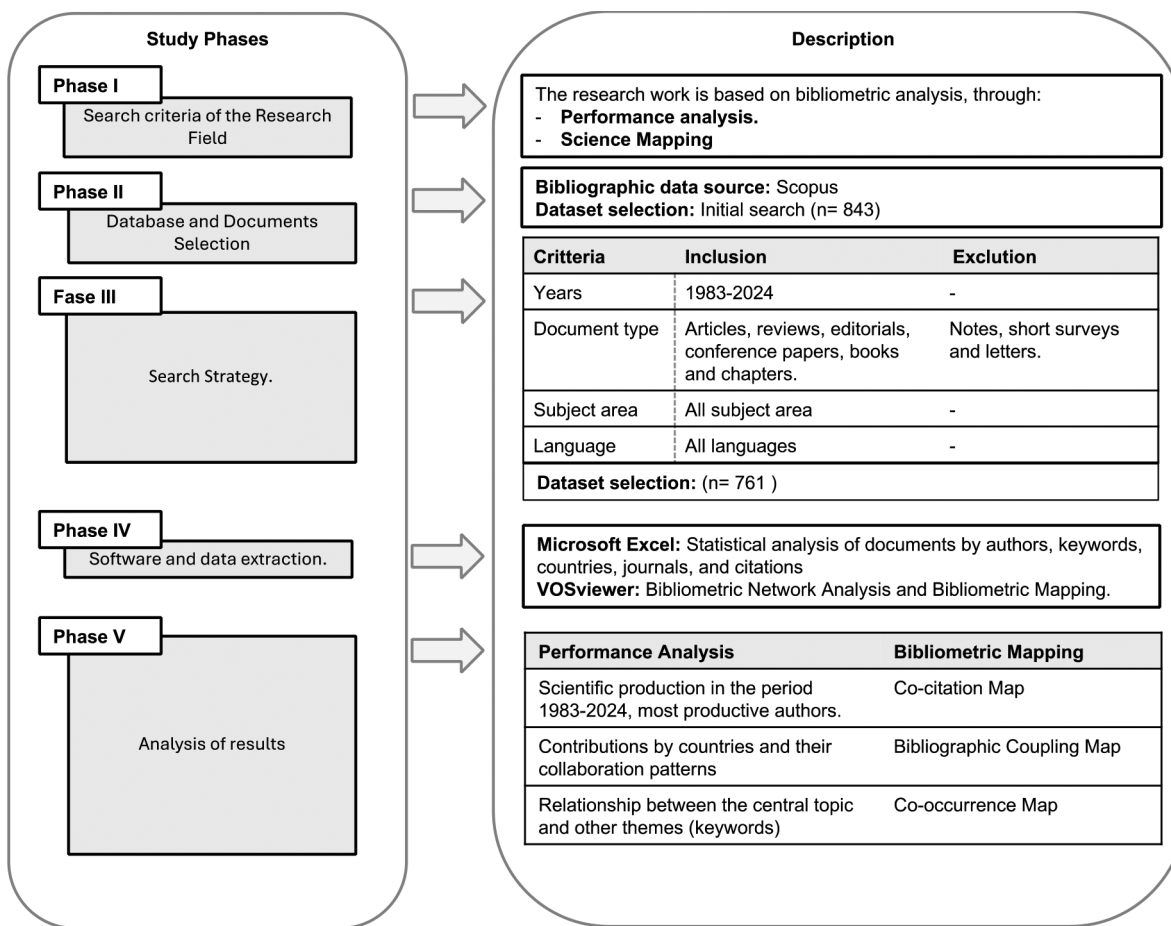 Study Phases
Phase I
Search criteria of the Research
Field
Phase II
Database and Documents
Selection
Fase III
Search Strategy.
Phase IV
Software and data extraction.
Phase V
Analysis of results
Description
The research work is based on bibliometric analysis, through:
- Performance analysis.
- Science Mapping
Bibliographic data source: Scopus
Dataset selection: Initial search (n= 843)
Critteria Inclusion Exclution
Years 1983-2024 -
Document type Articles, reviews, editorials, Notes, short surveys
conference papers, books and letters.
and chapters.
Subject area All subject area -
Language All languages -
Dataset selection: (n= 761 )
Microsoft Excel: Statistical analysis of documents by authors, keywords,
countries, journals, and citations
VOSviewer: Bibliometric Network Analysis and Bibliometric Mapping.
Performance Analysis Bibliometric Mapping
Scientific production in the period Co-citation Map
1983-2024, most productive authors.
Contributions by countries and their Bibliographic Coupling Map
collaboration patterns
Relationship between the central topic Co-occurrence Map
and other themes (keywords)